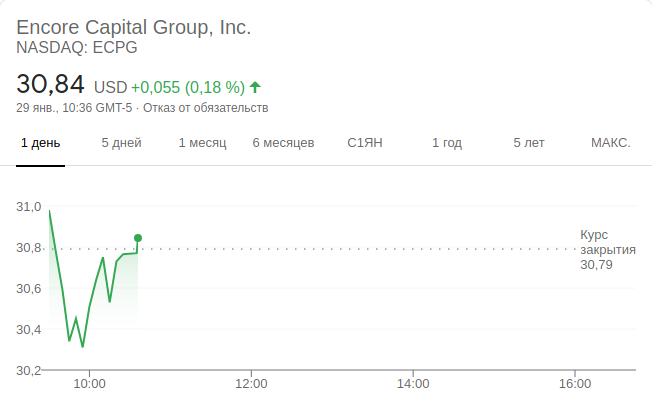 Encore Capital Group, Inc.
NASDAQ: ECPG
30,84 USD +0,055 (0,18 %)
29 янв., 10:36 GMT-5 · Отказ от обязательств
1 день 5 дней 1 месяц 6 месяцев С1ЯН 1 год 5 лет МАКС.
31,0
30,8
30,6
30,4
30,2
Курс
закрытия
30,79
10:00 12:00 14:00 16:00